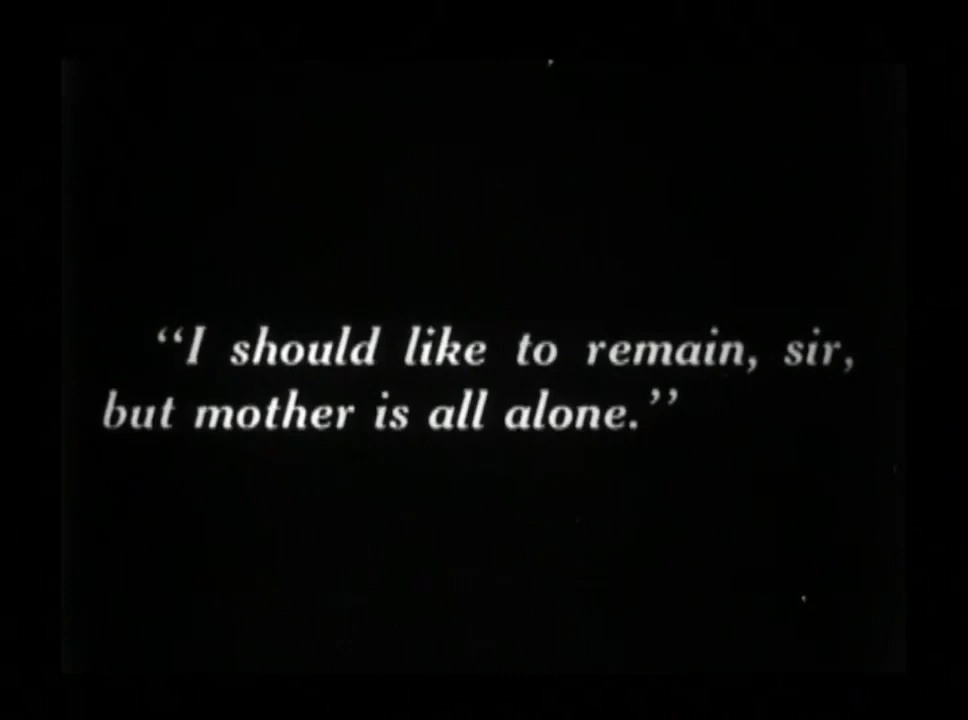 “I should like to remain, sir,
but mother is all alone.”